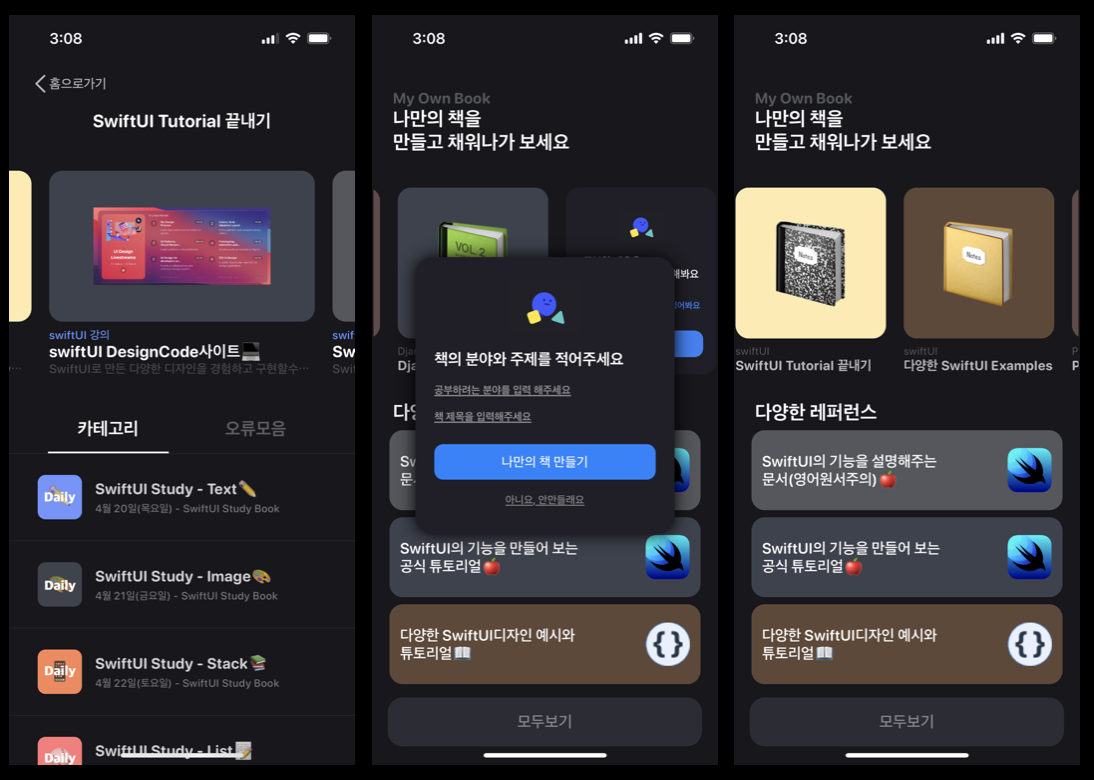 3:08
홈으로가기
SwiftUI Tutorial 끝내기
UI Design
swiftUI 강의
swiftUI DesignCode사이트💻
SwiftUI로 만든 다양한 디자인을 경험하고 구현할수…
swif
Sw
Swif
카테고리
오류모음
Daily
SwiftUI Study - Text✏️
4월 20일(목요일) - SwiftUI Study Book
Daily
SwiftUI Study - Image🎨
4월 21일(금요일) - SwiftUI Study Book
Daily
SwiftUI Study - Stack📚
4월 22일(토요일) - SwiftUI Study Book
Daily
SwiftUI Study - List📝
3:08
My Own Book
나만의 책을
만들고 채워나가 보세요
VOL. 2
해봐요
적어봐요
Djan
Djа
책의 분야와 주제를 적어주세요
공부하려는 분야를 입력 해주세요
책 제목을 입력해주세요
나만의 책 만들기
아니요, 안만들래요
다양
Sw
문
SwiftUI의 기능을 만들어 보는
공식 튜토리얼🍎
다양한 SwiftUI디자인 예시와
튜토리얼📖
{ }
모두보기
3:08
My Own Book
나만의 책을
만들고 채워나가 보세요
Notes
swiftUI
SwiftUI Tutorial 끝내기
Notes
swiftUI
다양한 SwiftUI Examples
P
P
다양한 레퍼런스
SwiftUI의 기능을 설명해주는
문서(영어원서주의)🍎
SwiftUI의 기능을 만들어 보는
공식 튜토리얼🍎
다양한 SwiftUI디자인 예시와
튜토리얼📖
{ }
모두보기